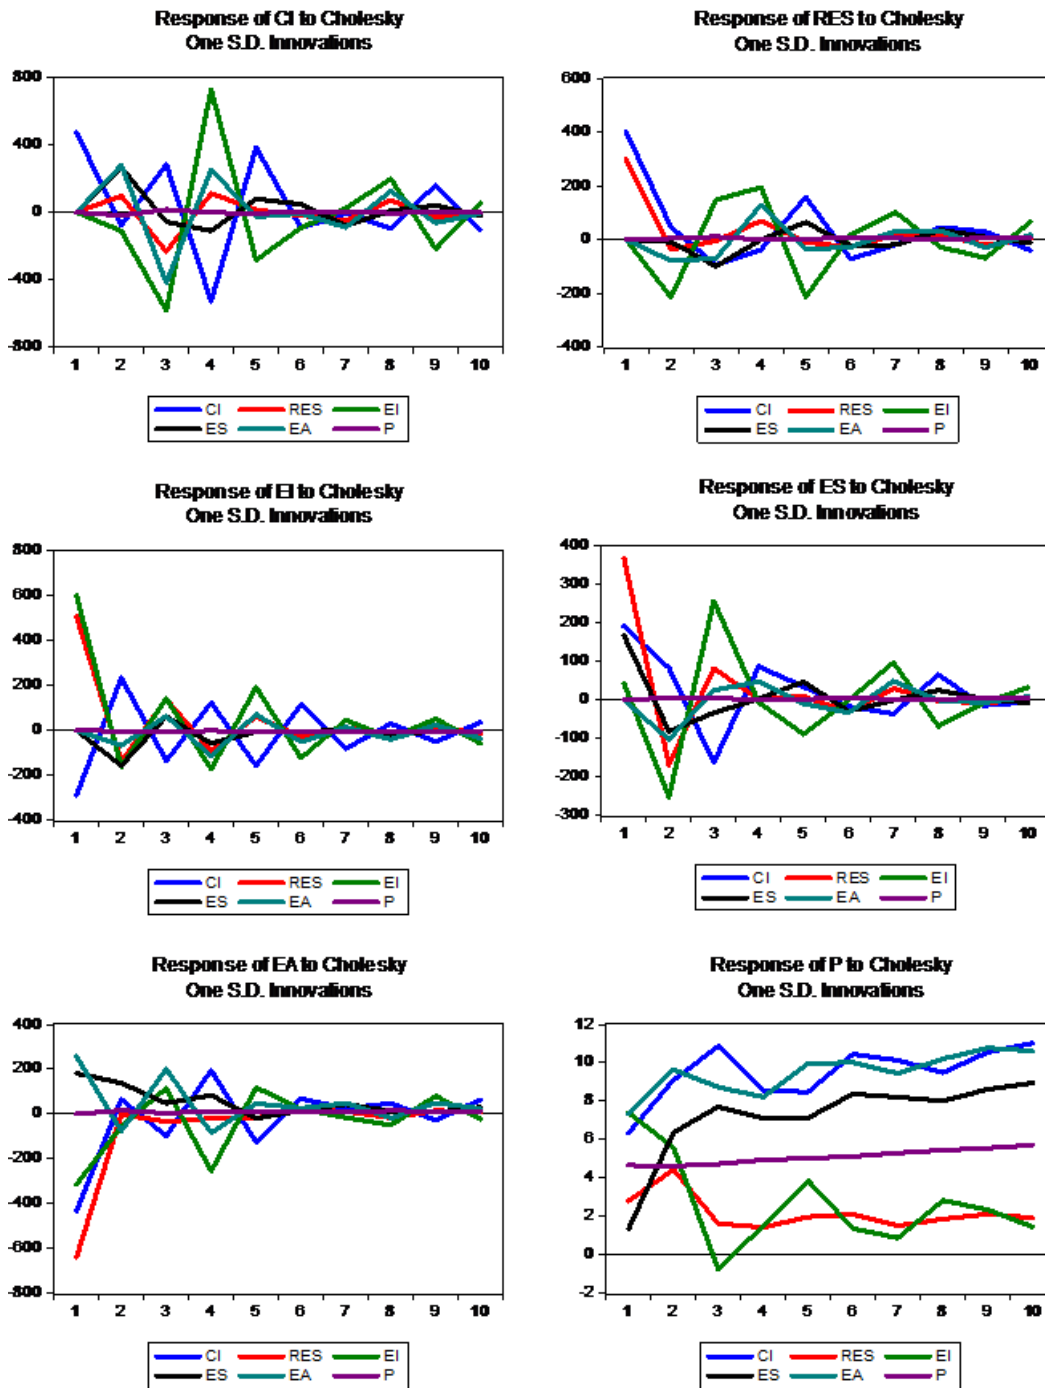 Response of CI to Cholesky
One S.D. Innovations
800
400
0
-400
-800
1 2 3 4 5 6 7 8 9 10
CI RES EI
ES EA P
Response of RES to Cholesky
One S.D. Innovations
600
400
200
0
-200
-400
1 2 3 4 5 6 7 8 9 10
CI RES EI
ES EA P
Response of EI to Cholesky
One S.D. Innovations
800
600
400
200
0
-200
-400
1 2 3 4 5 6 7 8 9 10
CI RES EI
ES EA P
Response of ES to Cholesky
One S.D. Innovations
400
300
200
100
0
-100
-200
-300
1 2 3 4 5 6 7 8 9 10
CI RES EI
ES EA P
Response of EA to Cholesky
One S.D. Innovations
400
200
0
-200
-400
-600
-800
1 2 3 4 5 6 7 8 9 10
CI RES EI
ES EA P
Response of P to Cholesky
One S.D. Innovations
12
10
8
6
4
2
0
-2
1 2 3 4 5 6 7 8 9 10
CI RES EI
ES EA P